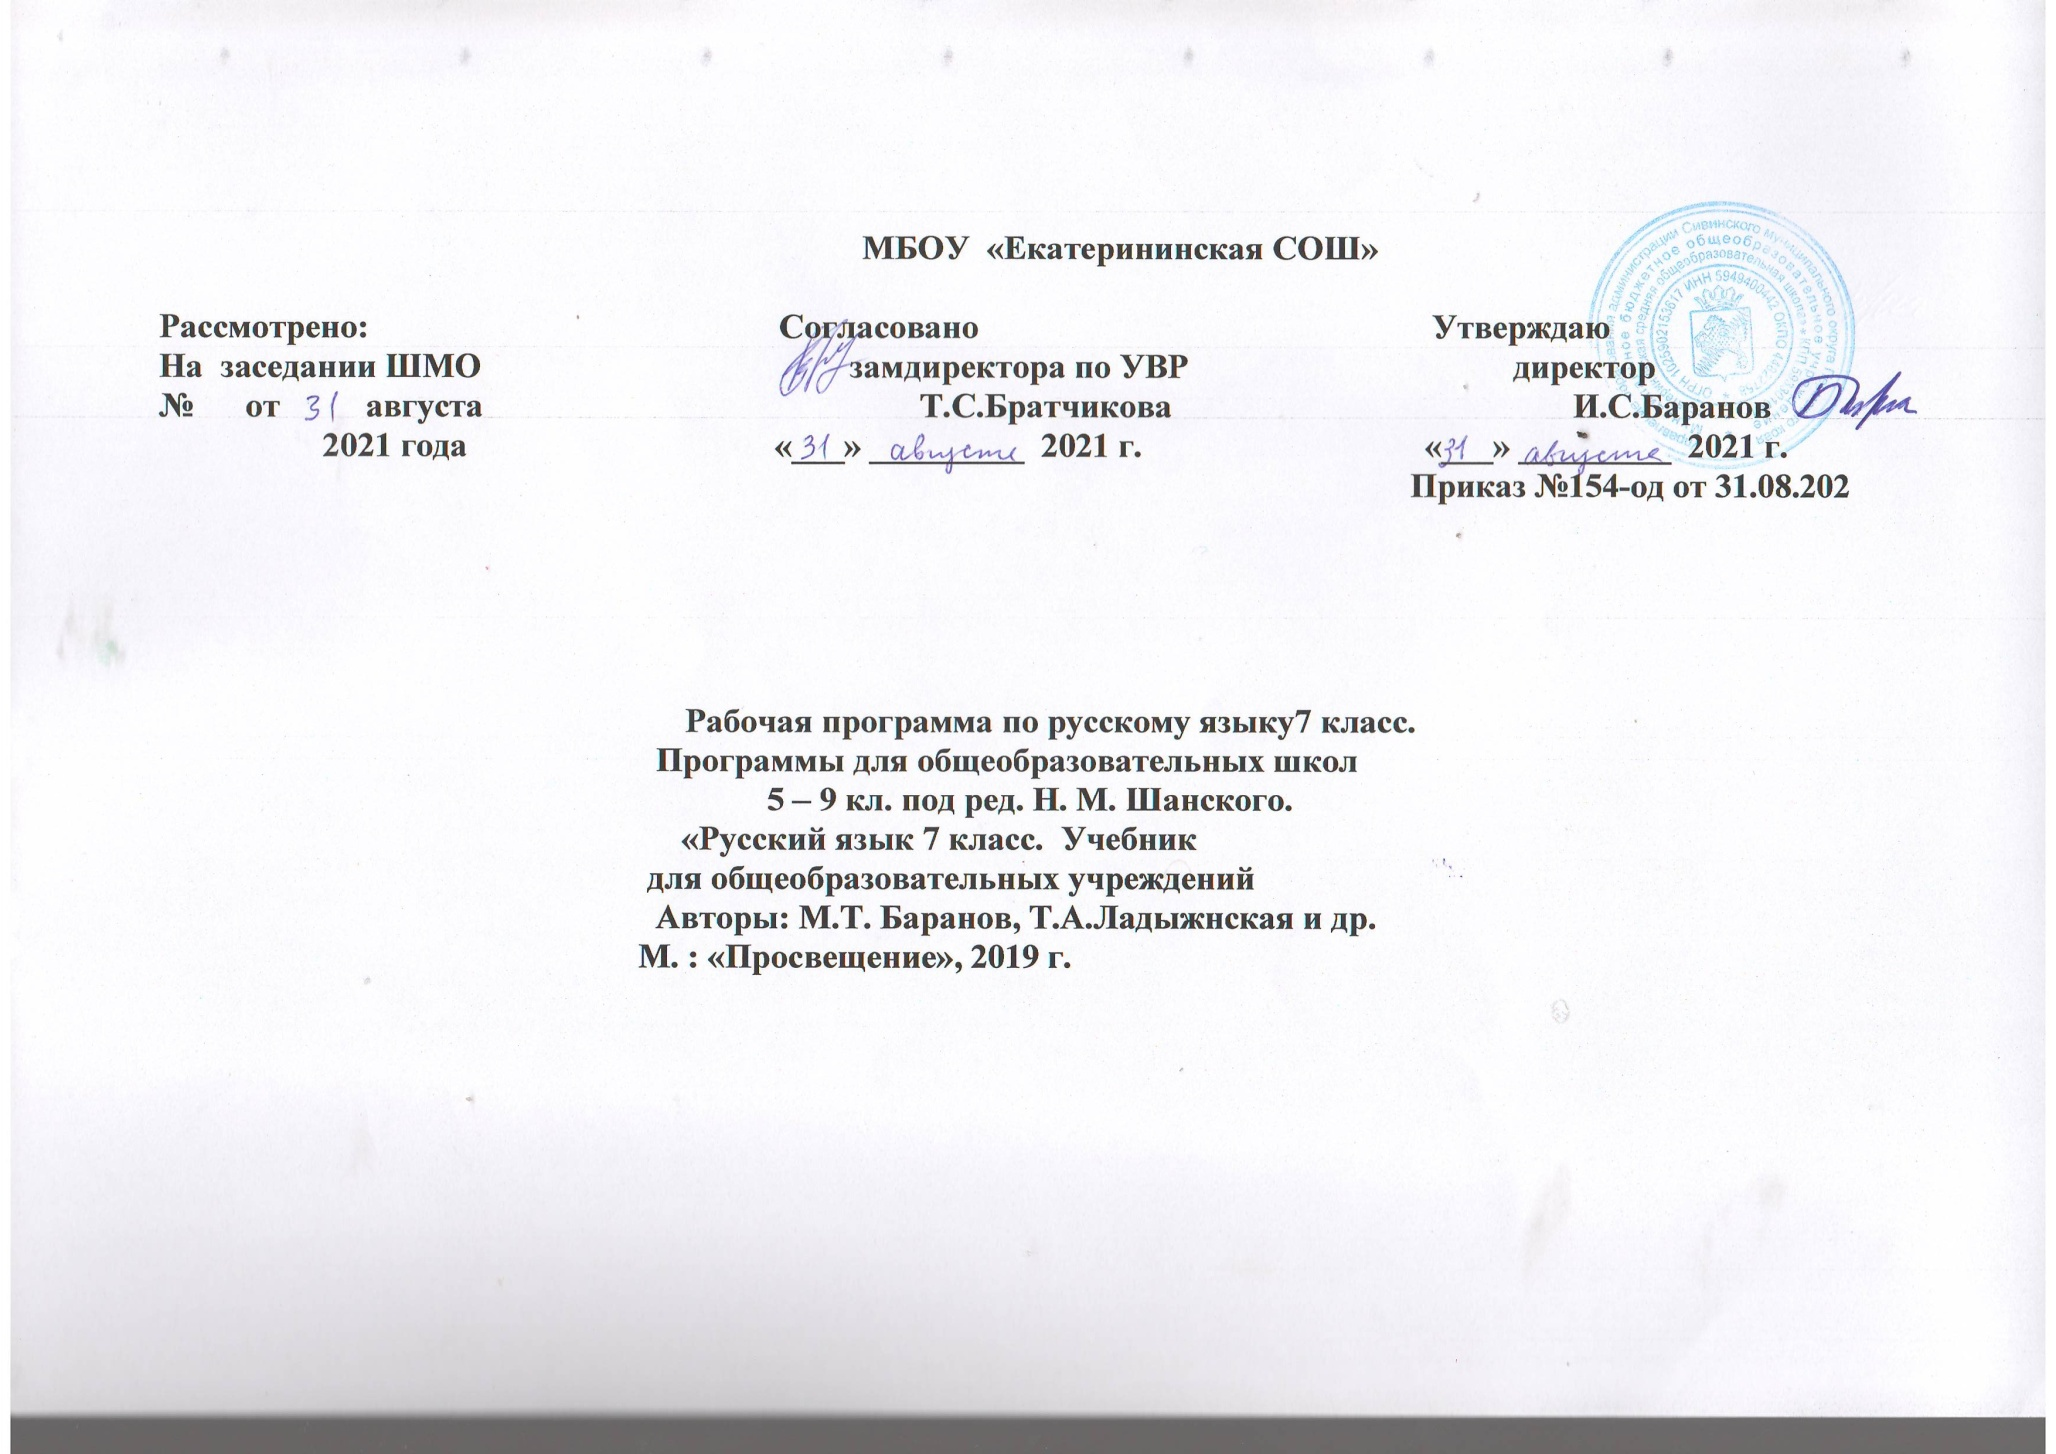 МБОУ «Екатерининская СОШ»
Рассмотрено: Согласовано Утверждаю
На заседании ШМО замдиректора по УВР директор
№ от 31 августа Т.С.Братчикова И.С.Баранов
2021 года «31» августа 2021 г. «31» августа 2021 г.
Приказ №154-од от 31.08.202
Рабочая программа по русскому языку7 класс.
Программы для общеобразовательных школ
5 – 9 кл. под ред. Н. М. Шанского.
«Русский язык 7 класс. Учебник
для общеобразовательных учреждений
Авторы: М.Т. Баранов, Т.А.Ладыжнская и др.
М. : «Просвещение», 2019 г.